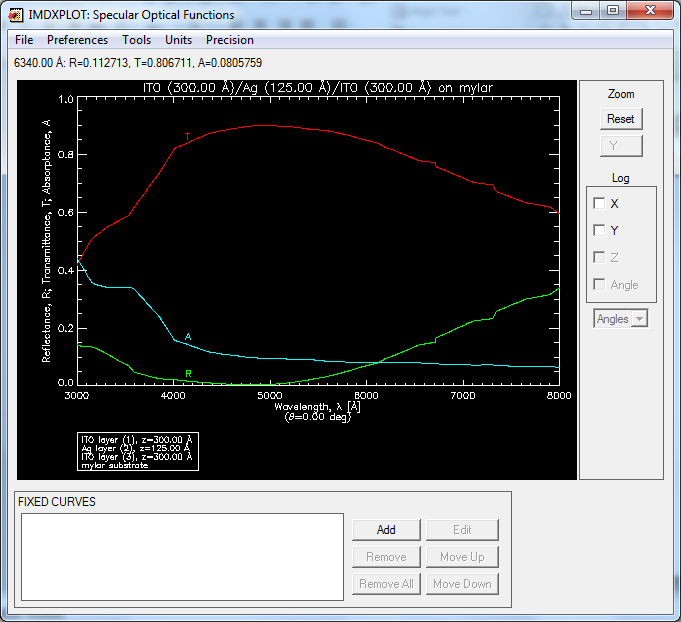 IMDXPLOT: Specular Optical Functions
File Preferences Tools Units Precision
6340.00 Å: R=0.112713, T=0.806711, A=0.0805759
ITO (300.00 Å)/Ag (125.00 Å)/ITO (300.00 Å) on mylar
Reflectance, R; Transmittance, T; Absorptance, A
1.0
0.8
0.6
0.4
0.2
0.0
T
A
R
3000 4000 5000 6000 7000 8000
Wavelength, λ [Å]
(θ=0.00 deg)
ITO layer (1), z=300.00 Å
Ag layer (2), z=125.00 Å
ITO layer (3), z=300.00 Å
mylar substrate
Zoom
Reset
Y
Log
X
Y
Z
Angle
Angles
FIXED CURVES
Add Edit
Remove Move Up
Remove All Move Down